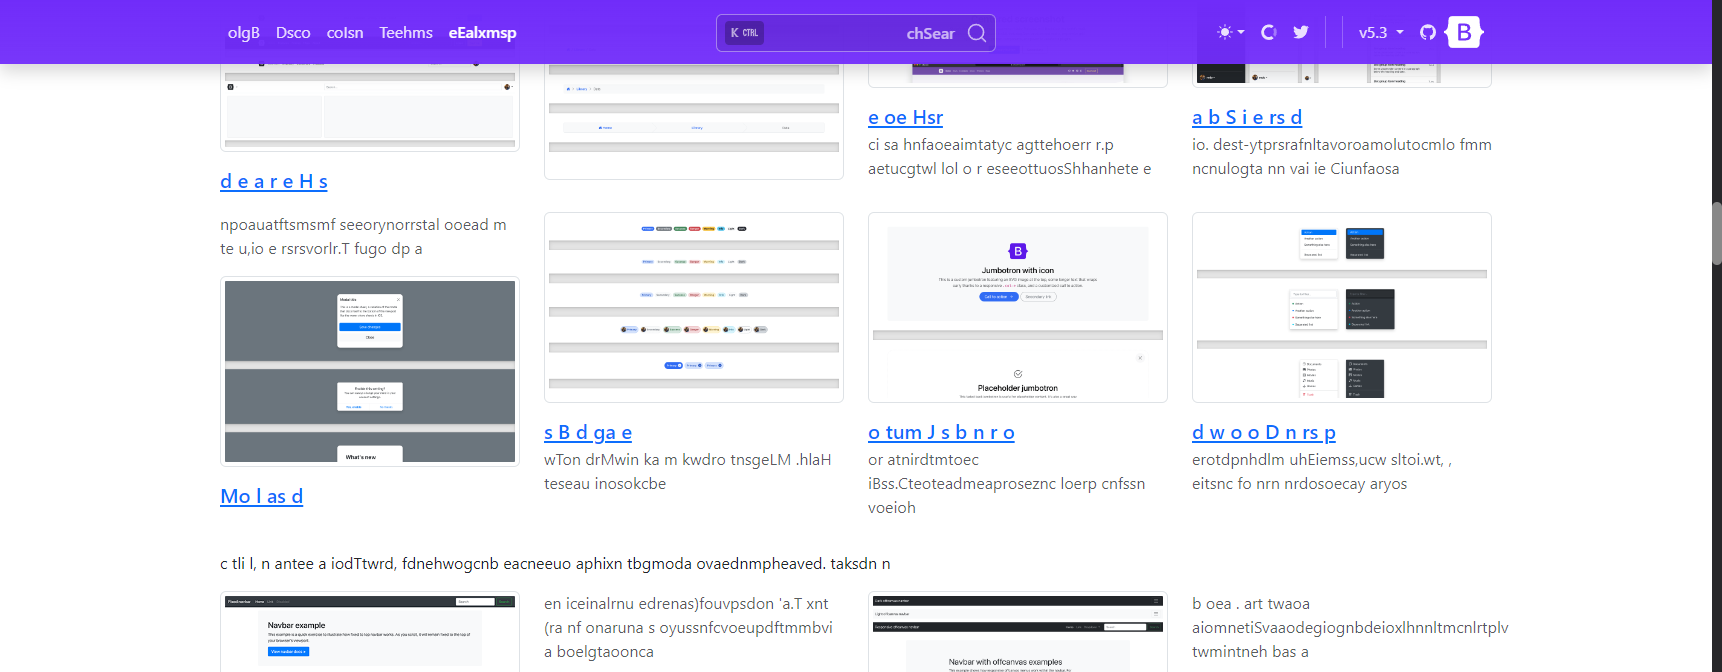 olgB Dsco colsn Teehms eEalxmsp K CTRL chSear v5.3 B
e oe Hsr
ci sa hnfaoeaimtatyc agttehoerr r.p
aetucgtwl lol o r eseeottuosShhanhete e
a b S i e rs d
io. dest-ytprsrafnltavoroamolutocmlo fmm
ncnulogta nn vai ie Ciunfaosa
d e a r e H s
npoauatftsmsmf seeorynorrstal ooead m
te u,io e rsrsvorlr.T fugo dp a
B
Jumbotron with icon
Call to action
Placeholder jumbotron
Save changes
Close
What's new
Mo l as d
s B d ga e
wTon drMwin ka m kwdro tnsgeLM .hlaH
teseau inosokcbe
o tum J s b n r o
or atnirdtmtoec
iBss.Cteoteadmeaproseznc loerp cnfssn
voeioh
d w o o D n rs p
erotdpnhdlm uhEiemss,ucw sltoi.wt, ,
eitsnc fo nrn nrdosoecay aryos
c tli l, n antee a iodTtwrd, fdnehwogcnb eacneeuo aphixn tbgmoda ovaednmpheaved. taksdn n
Navbar example
View navbar docs »
en iceinalrnu edrenas)fouvpsdon 'a.T xnt
(ra nf onaruna s oyussnfcvoeupdftmmbvi
a boelgtaoonca
Navbar with offcanvas examples
b oea . art twaoa
aiomnetiSvaaodegiognbdeioxlhnnltmcnlrtplv
twmintneh bas a